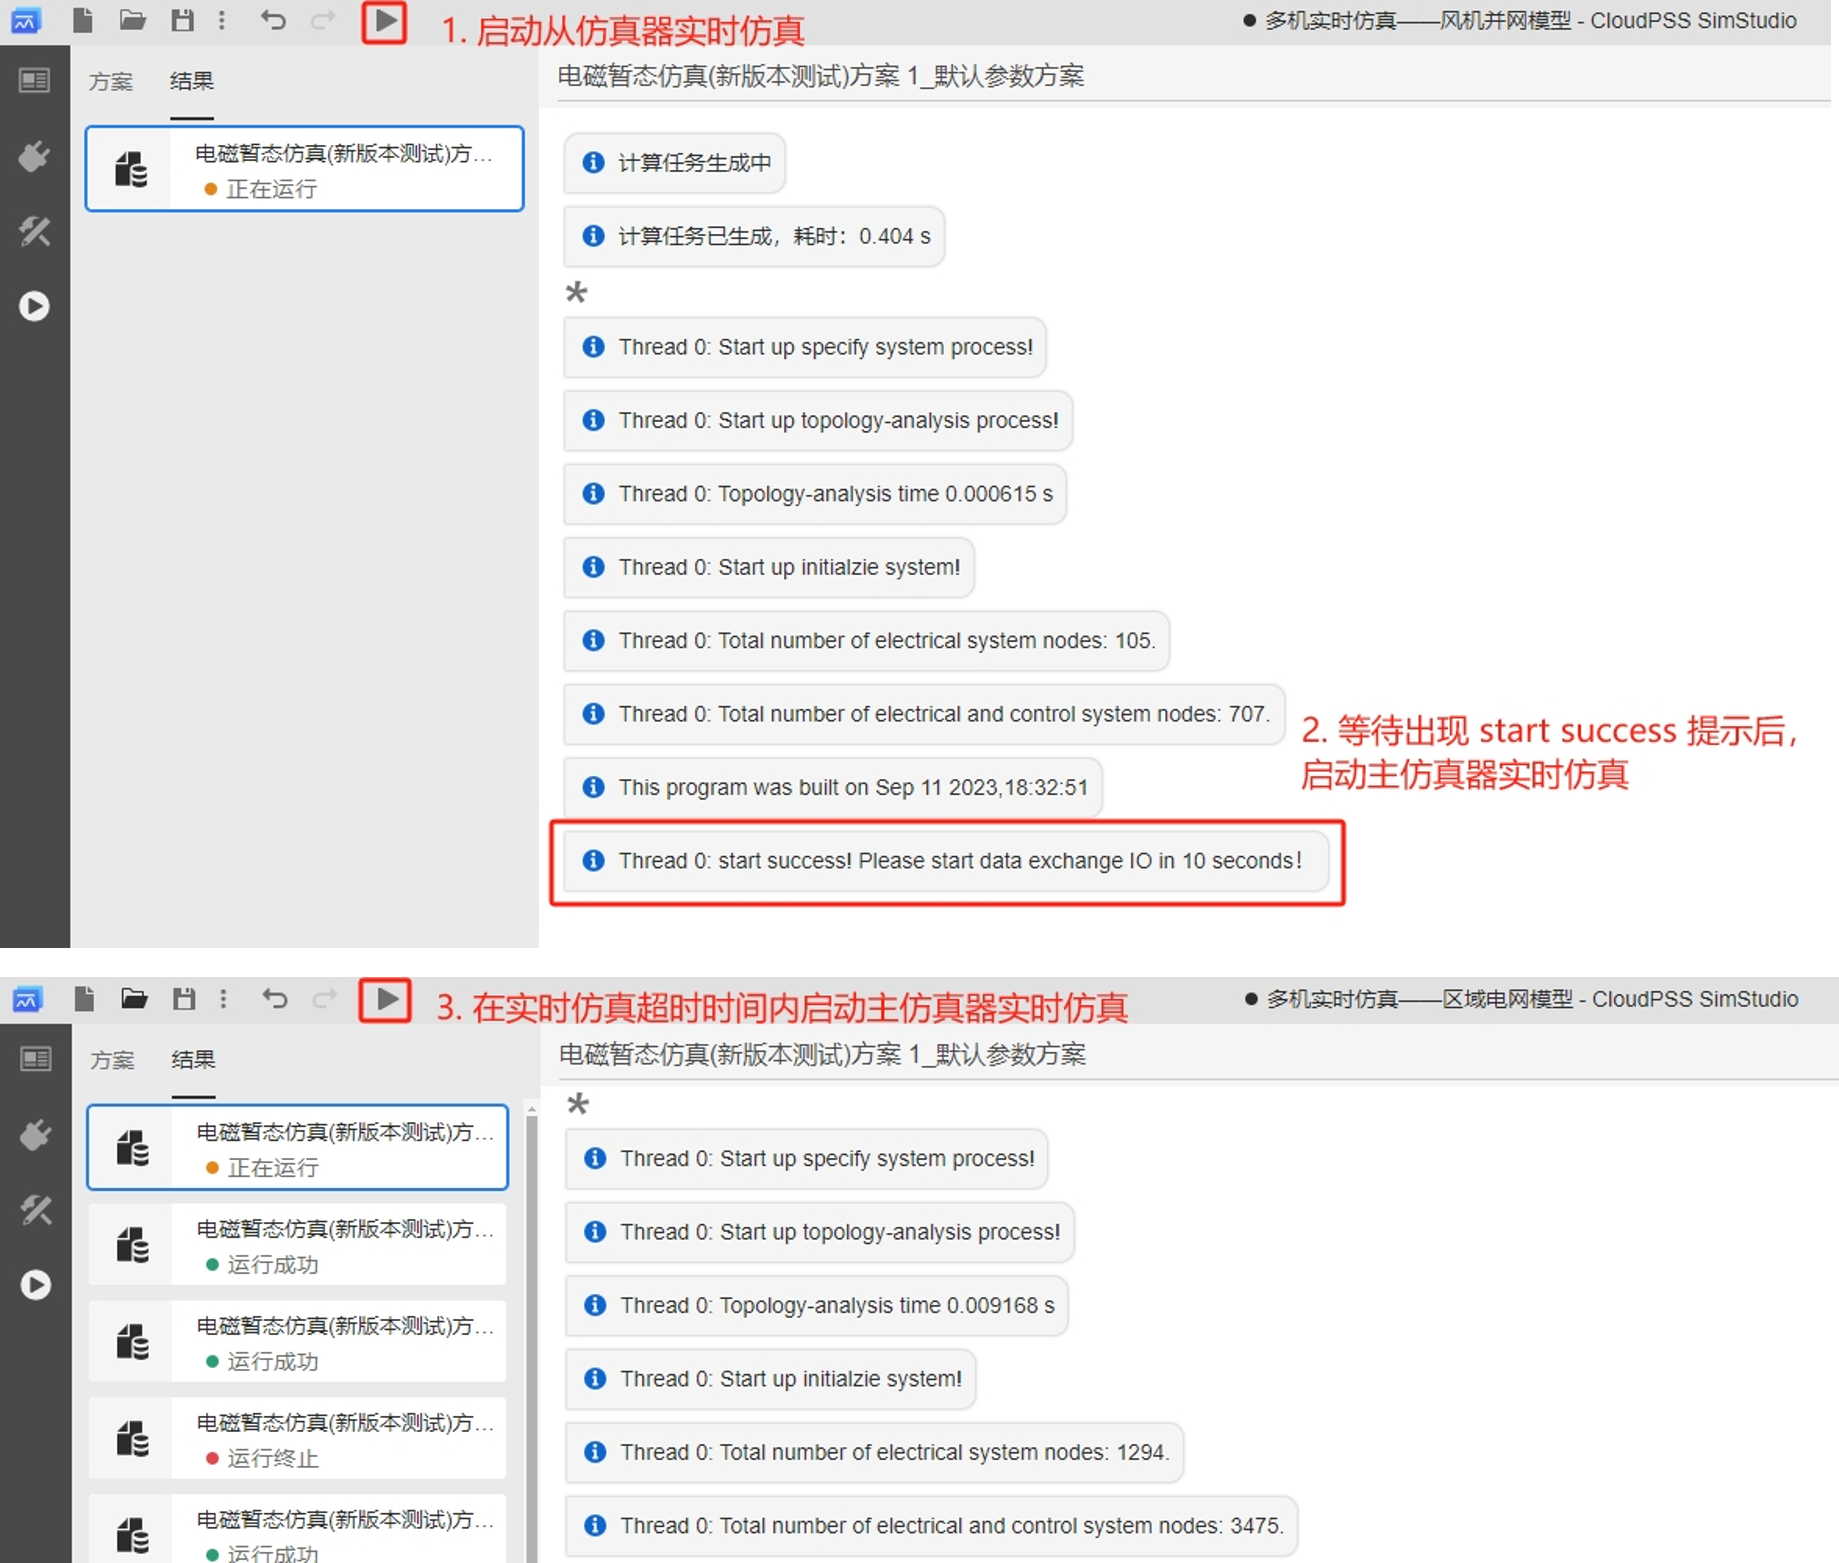 1. 启动从仿真器实时仿真
● 多机实时仿真——风机并网模型 - CloudPSS SimStudio
方案 结果
电磁暂态仿真(新版本测试)方案 1_默认参数方案
电磁暂态仿真(新版本测试)方...
正在运行
计算任务生成中
计算任务已生成，耗时：0.404 s
*
Thread 0: Start up specify system process!
Thread 0: Start up topology-analysis process!
Thread 0: Topology-analysis time 0.000615 s
Thread 0: Start up initialzie system!
Thread 0: Total number of electrical system nodes: 105.
Thread 0: Total number of electrical and control system nodes: 707.
2. 等待出现 start success 提示后，
启动主仿真器实时仿真
This program was built on Sep 11 2023,18:32:51
Thread 0: start success! Please start data exchange IO in 10 seconds!
3. 在实时仿真超时时间内启动主仿真器实时仿真
● 多机实时仿真——区域电网模型 - CloudPSS SimStudio
方案 结果
电磁暂态仿真(新版本测试)方案 1_默认参数方案
电磁暂态仿真(新版本测试)方...
正在运行
电磁暂态仿真(新版本测试)方...
运行成功
电磁暂态仿真(新版本测试)方...
运行成功
电磁暂态仿真(新版本测试)方...
运行终止
电磁暂态仿真(新版本测试)方...
运行成功
*
Thread 0: Start up specify system process!
Thread 0: Start up topology-analysis process!
Thread 0: Topology-analysis time 0.009168 s
Thread 0: Start up initialzie system!
Thread 0: Total number of electrical system nodes: 1294.
Thread 0: Total number of electrical and control system nodes: 3475.